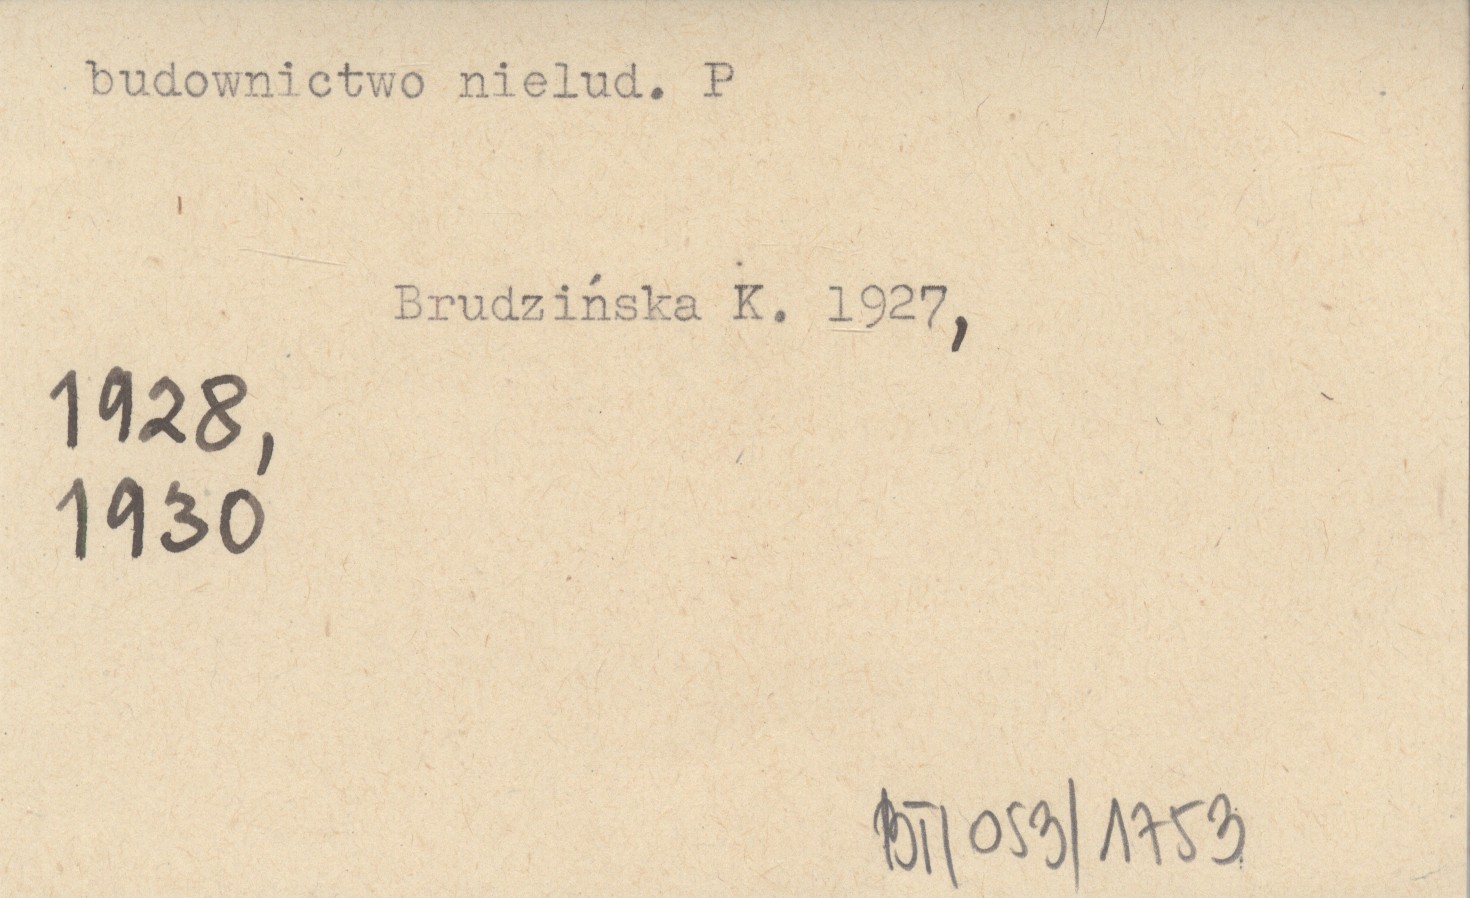 budownictwo nielud. P
Brudzińska K. 1927,
1928,
1930
BT/053/1753